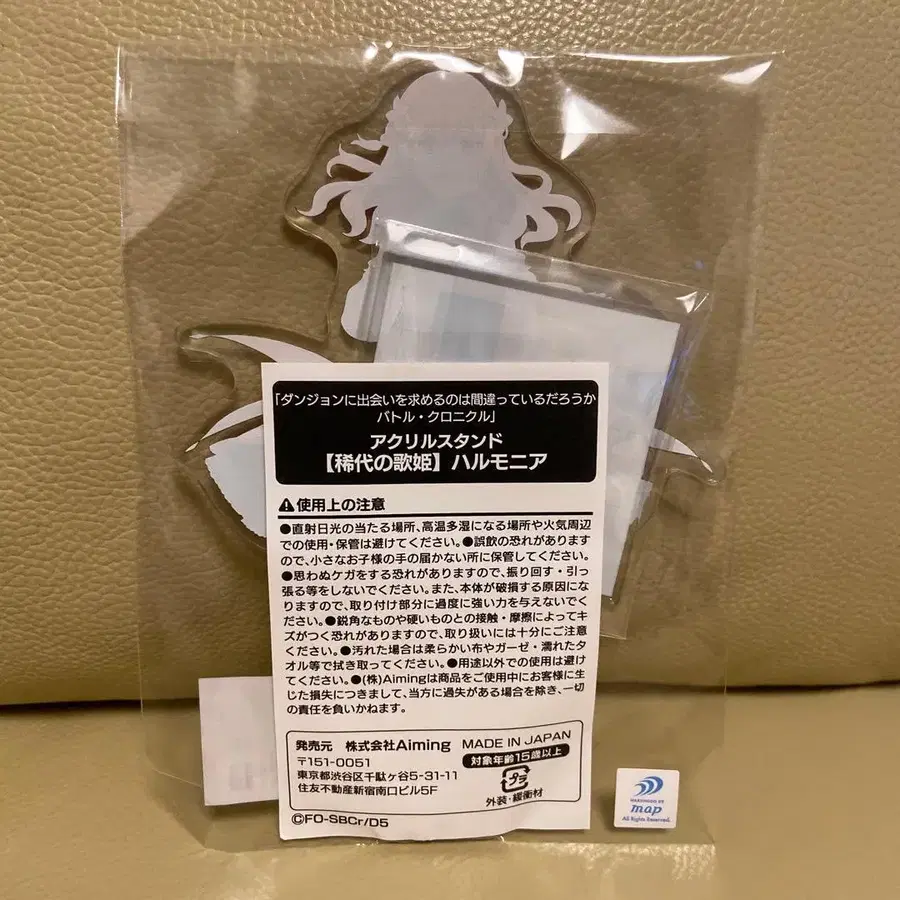 「ダンジョンに出会いを求めるのは間違っているだろうか
バトル・クロニクル」
アクリルスタンド
【稀代の歌姫】ハルモニア
使用上の注意
●直射日光の当たる場所、高温多湿になる場所や火気周辺
での使用・保管は避けてください。●誤飲の恐れがあります
ので、小さなお子様の手の届かない所に保管してください。
●思わぬケガをする恐れがありますので、振り回す・引っ
張る等をしないでください。また、本体が破損する原因にな
りますので、取り付け部分に過度に強い力を与えないでく
ださい。●鋭角なものや硬いものとの接触・摩擦によってキ
ズがつく恐れがありますので、取り扱いには十分にご注意
ください。●汚れた場合は柔らかい布やガーゼ・濡れたタ
オル等で拭き取ってください。●用途以外での使用は避け
てください。●(株)Aimingは商品をご使用中にお客様に生
じた損失につきまして、当方に過失がある場合を除き、一切
の責任を負いかねます。
発売元 株式会社Aiming MADE IN JAPAN
〒151-0051 対象年齢15歳以上
東京都渋谷区千駄ヶ谷5-31-11
住友不動産新宿南口ビル5F
プラ
外装・緩衝材
©FO-SBCr/D5
map
All Rights Reserved.